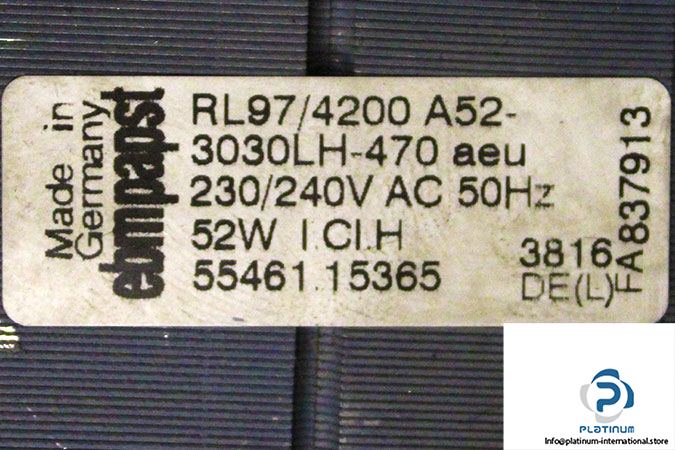 Made in
Germany
ebmpapst
RL97/4200 A52-
3030LH-470 aeu
230/240V AC 50Hz
52W I.Cl.H
55461.15365
3816
DE(L)
FA837913
PLATINUM
Info@platinum-international.store